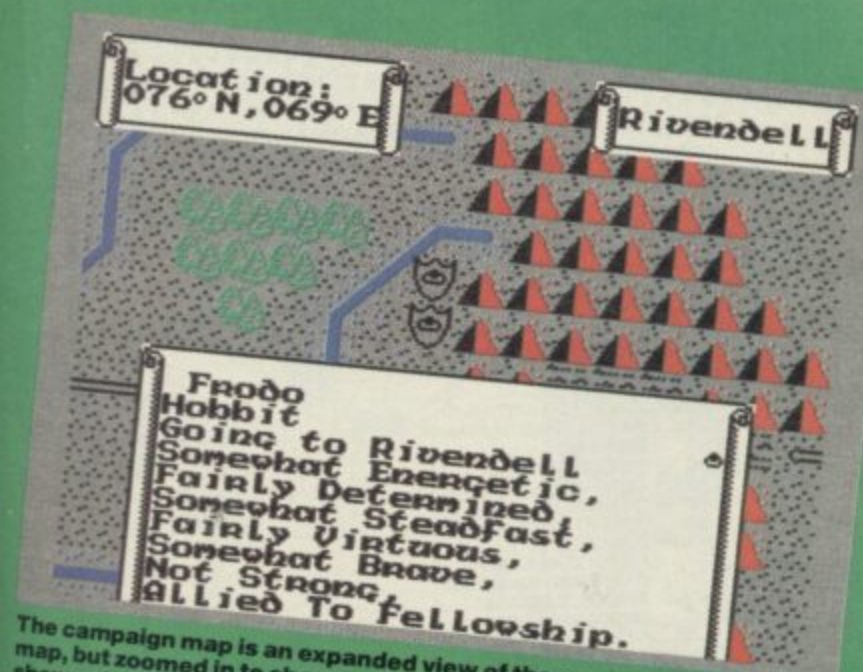 Location:
076° N,069° E
Rivendell
Frodo
Hobbit
Going to Rivendell
Somewhat Energetic,
Fairly Determined,
Somewhat Steadfast,
Fairly Virtuous,
Somewhat Brave,
Not Strong,
Allied To Fellowship.
The campaign map is an expanded view of the
map, but zoomed in to